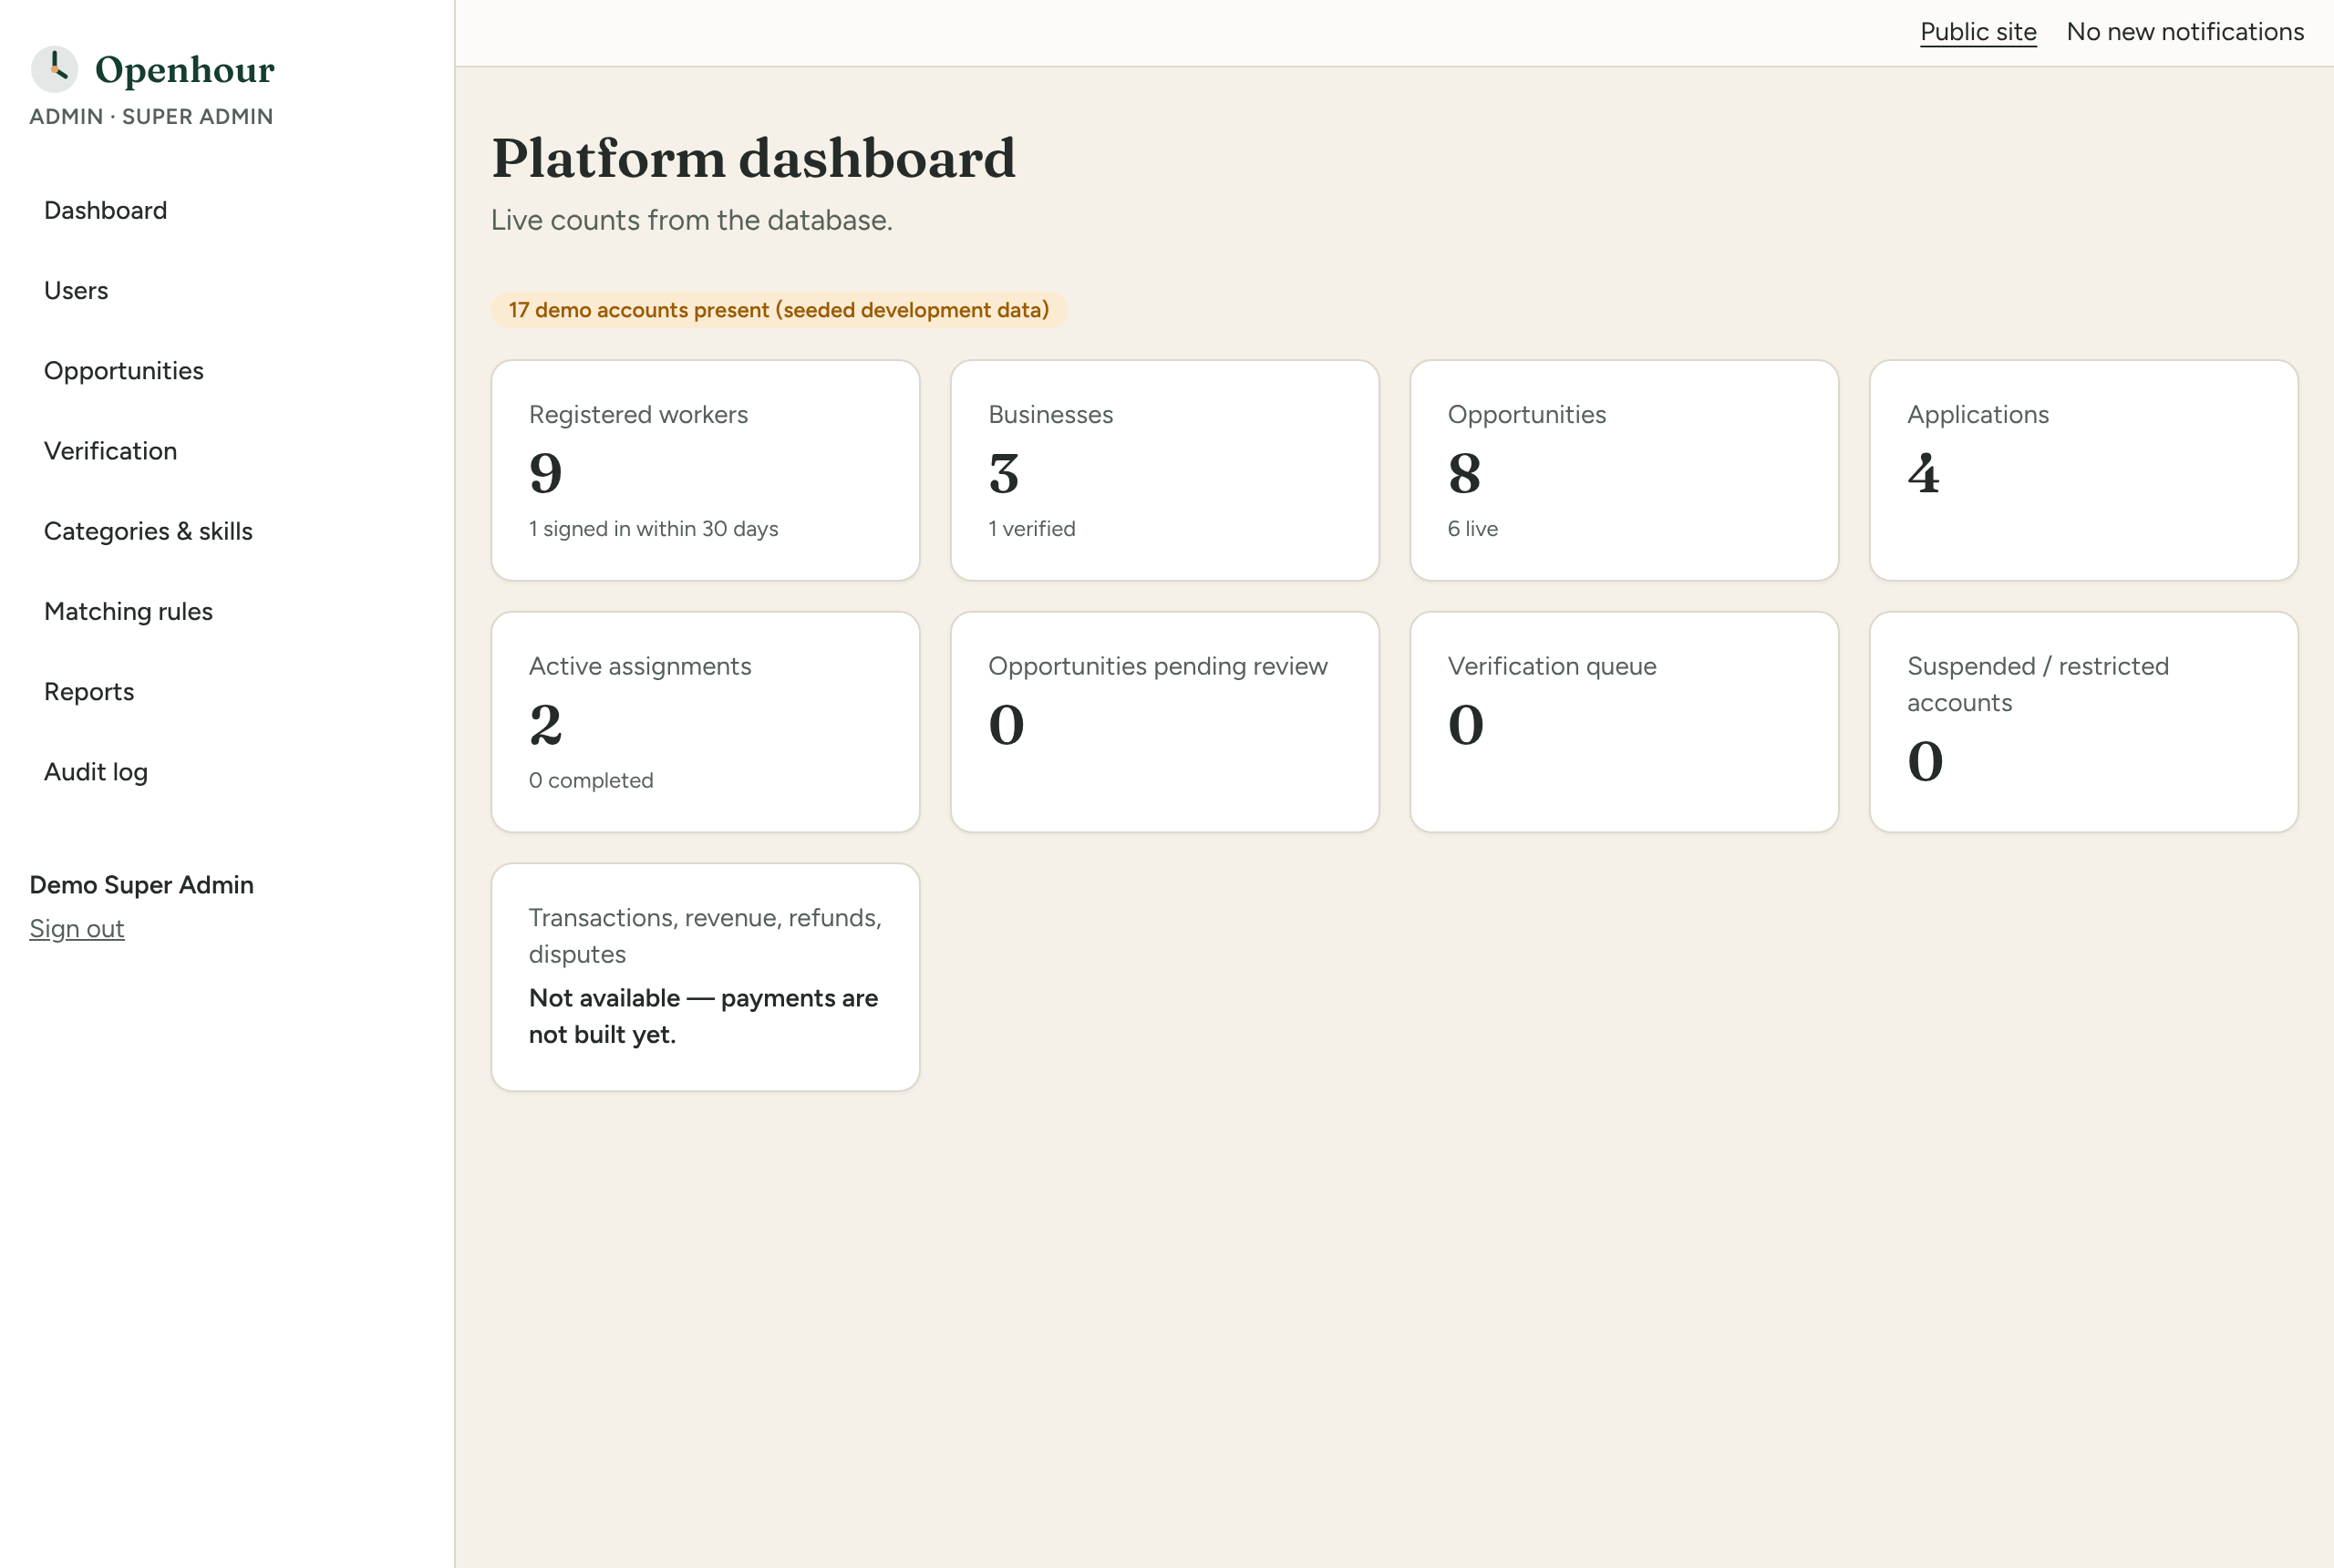 Openhour
ADMIN · SUPER ADMIN
Dashboard
Users
Opportunities
Verification
Categories & skills
Matching rules
Reports
Audit log
Demo Super Admin
Sign out
Public site
No new notifications
Platform dashboard
Live counts from the database.
17 demo accounts present (seeded development data)
Registered workers
9
1 signed in within 30 days
Businesses
3
1 verified
Opportunities
8
6 live
Applications
4
Active assignments
2
0 completed
Opportunities pending review
0
Verification queue
0
Suspended / restricted
accounts
0
Transactions, revenue, refunds,
disputes
Not available — payments are
not built yet.